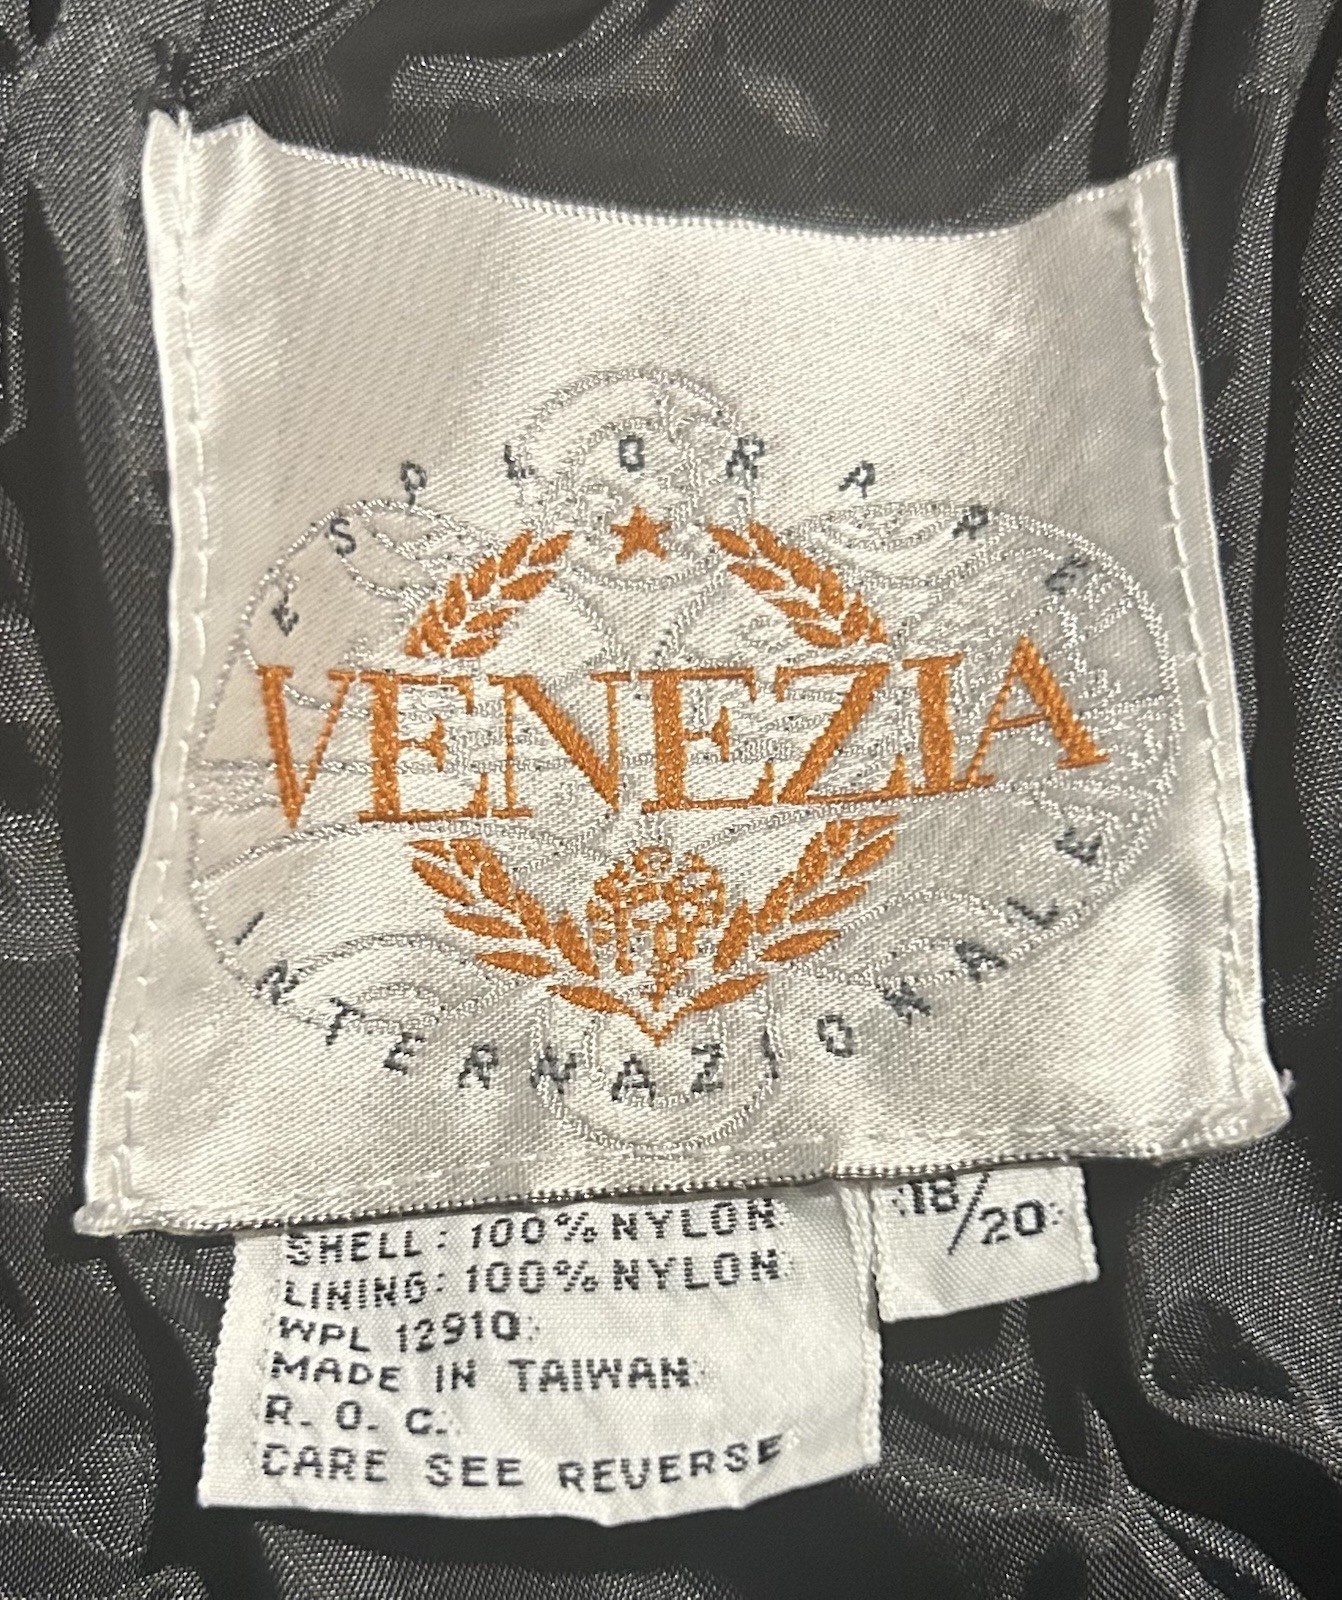 ESPLORARE
VENEZIA
INTERNAZIONALE
18/20
SHELL: 100% NYLON
LINING: 100% NYLON
WPL 12910
MADE IN TAIWAN
R. O. C.
CARE SEE REVERSE